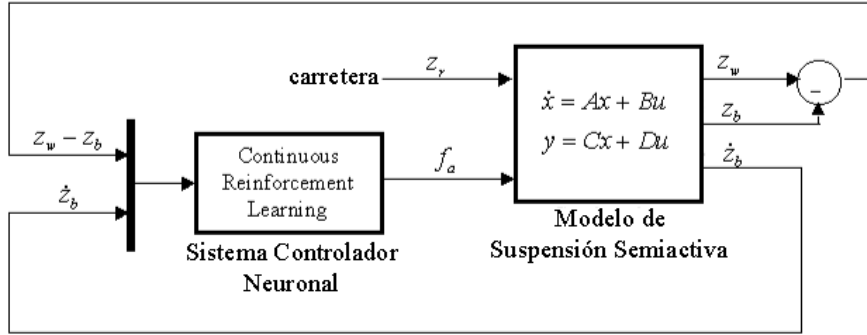 carretera
z_r
z_w
z_b
ż_b
-
ẋ = Ax + Bu
y = Cx + Du
Modelo de
Suspensión Semiactiva
z_w − z_b
ż_b
Continuous
Reinforcement
Learning
f_a
Sistema Controlador
Neuronal